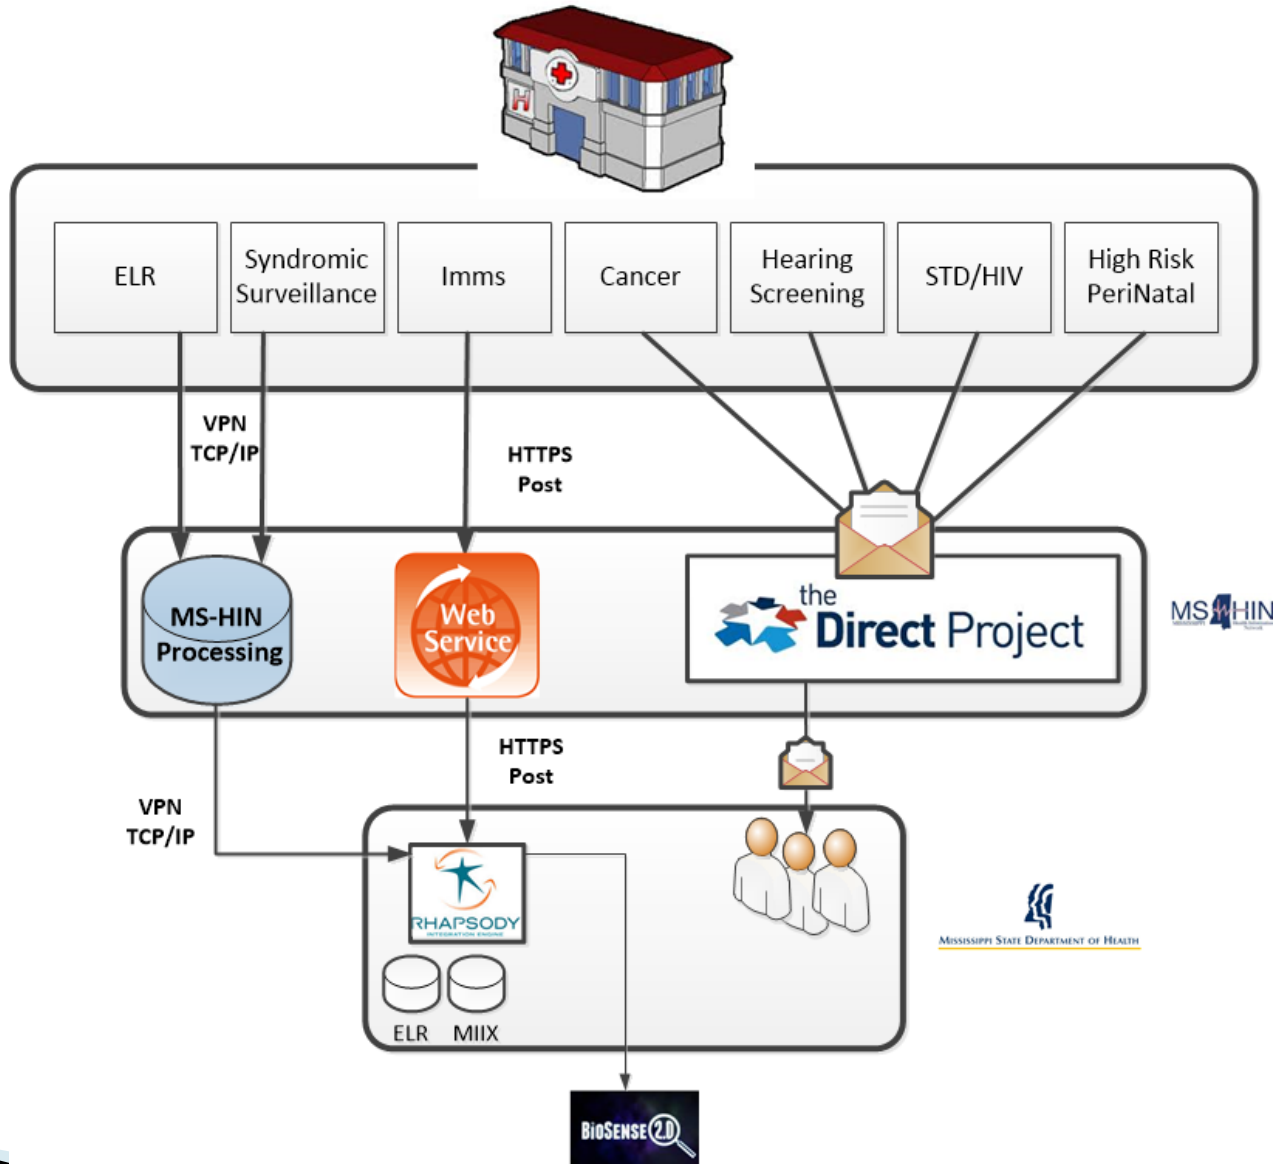 H
ELR
Syndromic
Surveillance
Imms
Cancer
Hearing
Screening
STD/HIV
High Risk
PeriNatal
VPN
TCP/IP
HTTPS
Post
MS-HIN
Processing
Web
Service
the
Direct Project
MS HIN
HTTPS
Post
VPN
TCP/IP
RHAPSODY
INTEGRATION ENGINE
ELR
MIIX
MISSISSIPPI STATE DEPARTMENT OF HEALTH
BIOSENSE 2.0